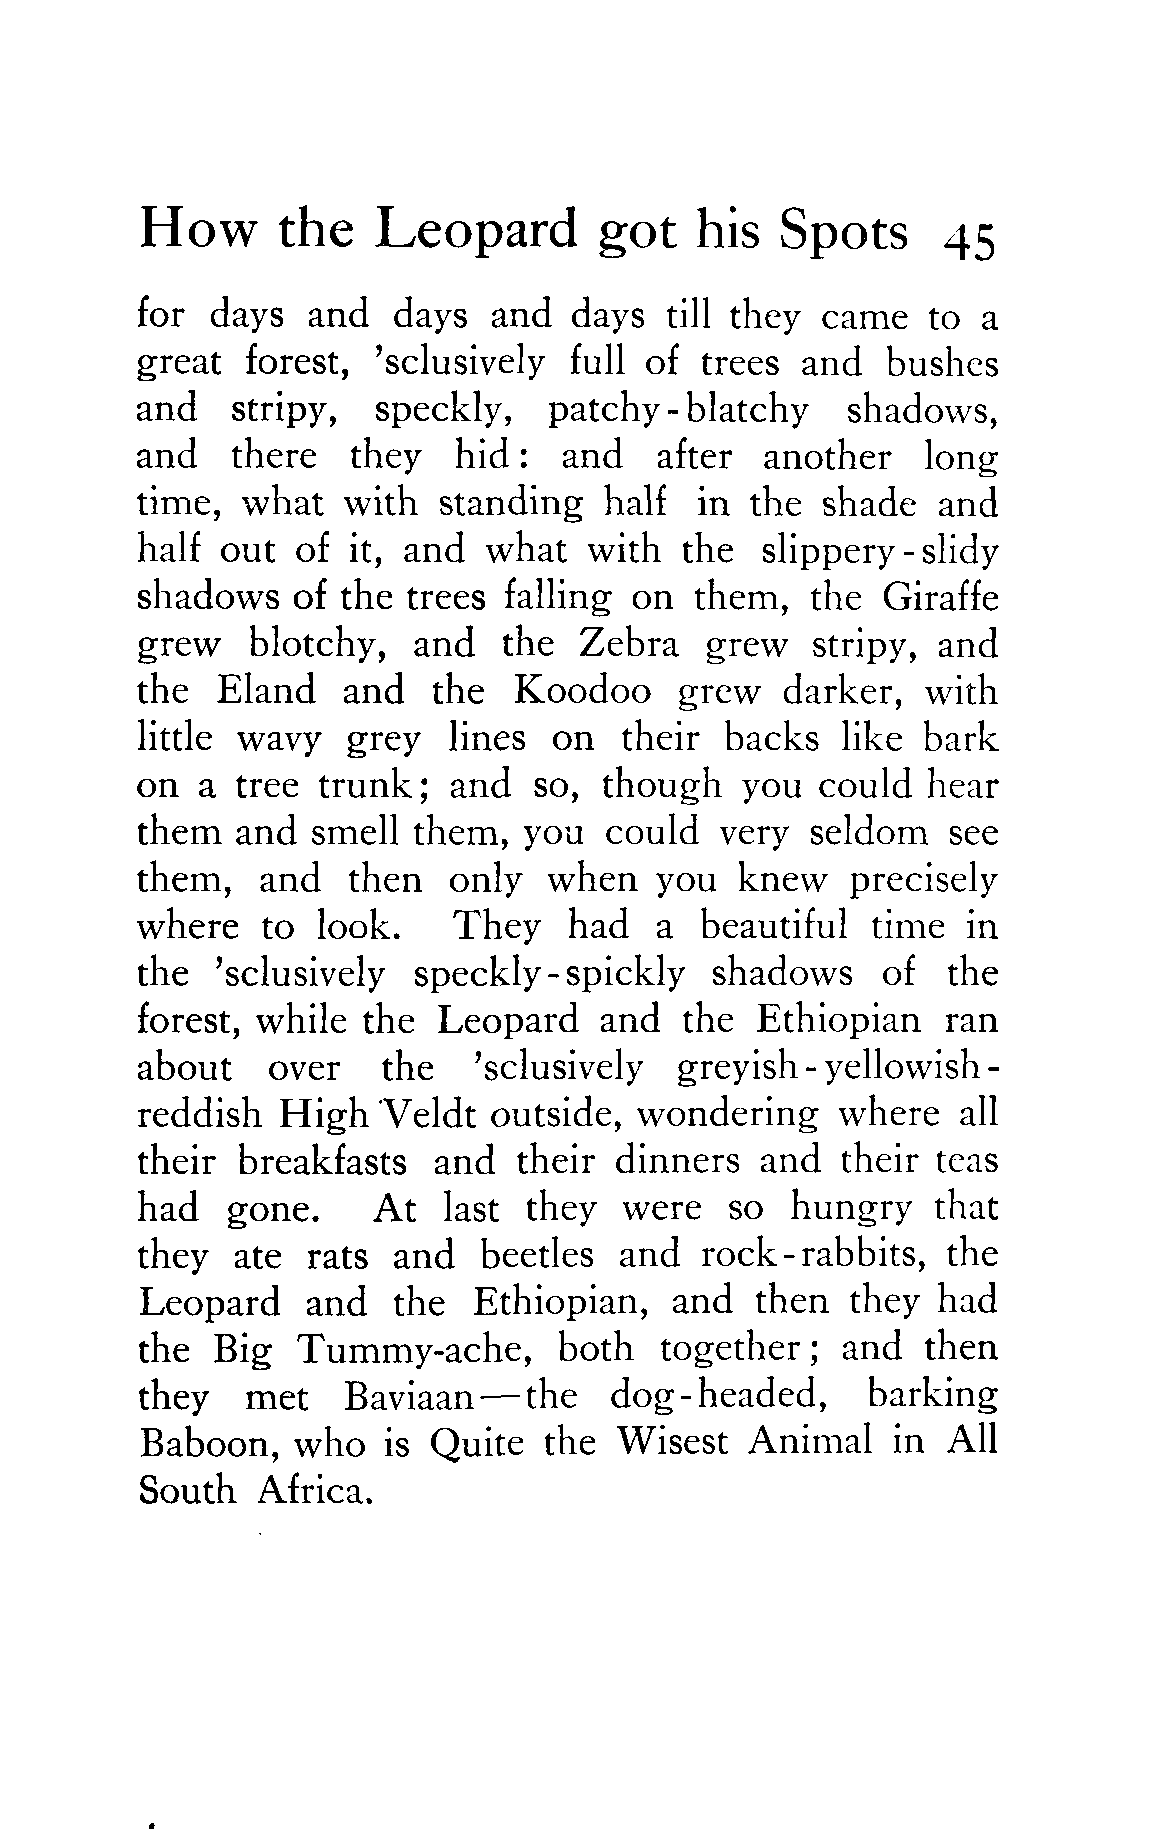 How the Leopard got his Spots 45
for days and days and days till they came to a
great forest, ’sclusively full of trees and bushes
and stripy, speckly, patchy-blatchy shadows,
and there they hid: and after another long
time, what with standing half in the shade and
half out of it, and what with the slippery-slidy
shadows of the trees falling on them, the Giraffe
grew blotchy, and the Zebra grew stripy, and
the Eland and the Koodoo grew darker, with
little wavy grey lines on their backs like bark
on a tree trunk; and so, though you could hear
them and smell them, you could very seldom see
them, and then only when you knew precisely
where to look. They had a beautiful time in
the ’sclusively speckly-spickly shadows of the
forest, while the Leopard and the Ethiopian ran
about over the ’sclusively greyish-yellowish-
reddish High Veldt outside, wondering where all
their breakfasts and their dinners and their teas
had gone. At last they were so hungry that
they ate rats and beetles and rock-rabbits, the
Leopard and the Ethiopian, and then they had
the Big Tummy-ache, both together; and then
they met Baviaan—the dog-headed, barking
Baboon, who is Quite the Wisest Animal in All
South Africa.